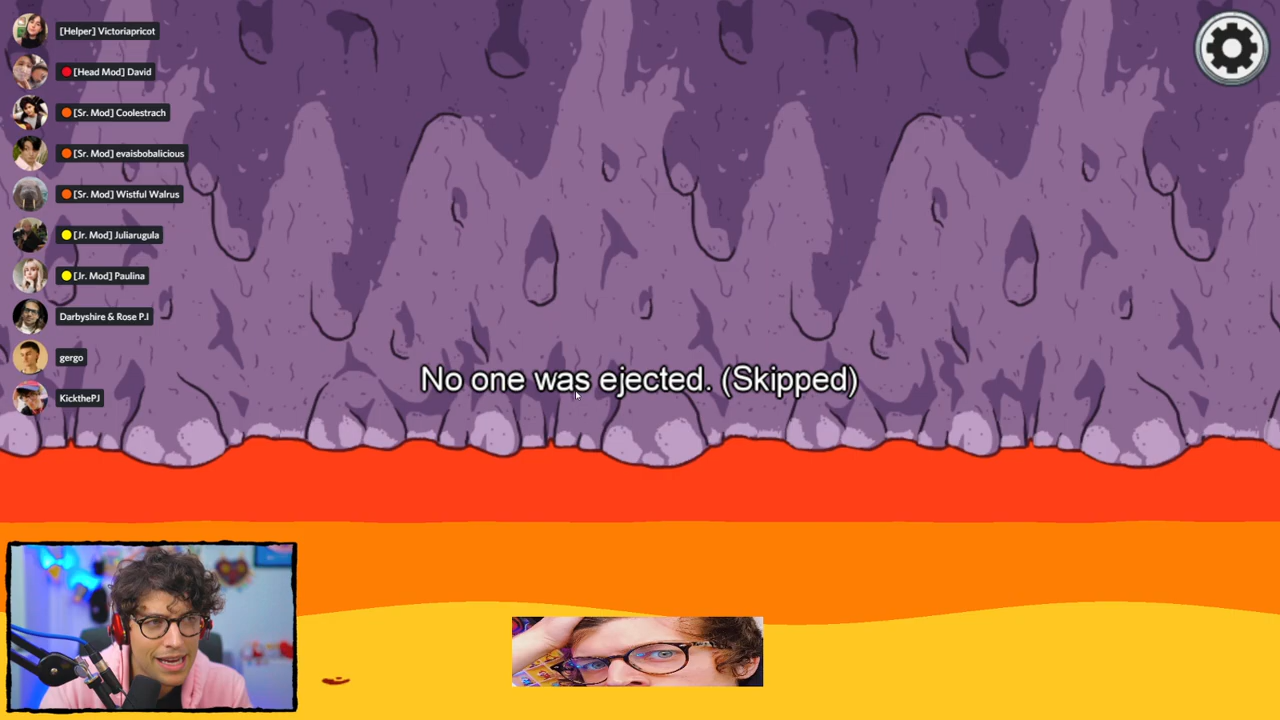 [Helper] Victoriapricot
[Head Mod] David
[Sr. Mod] Coolestrach
[Sr. Mod] evaisbobalicious
[Sr. Mod] Wistful Walrus
[Jr. Mod] Juliarugula
[Jr. Mod] Paulina
Darbyshire & Rose P.I
gergo
KickthePJ
No one was ejected. (Skipped)